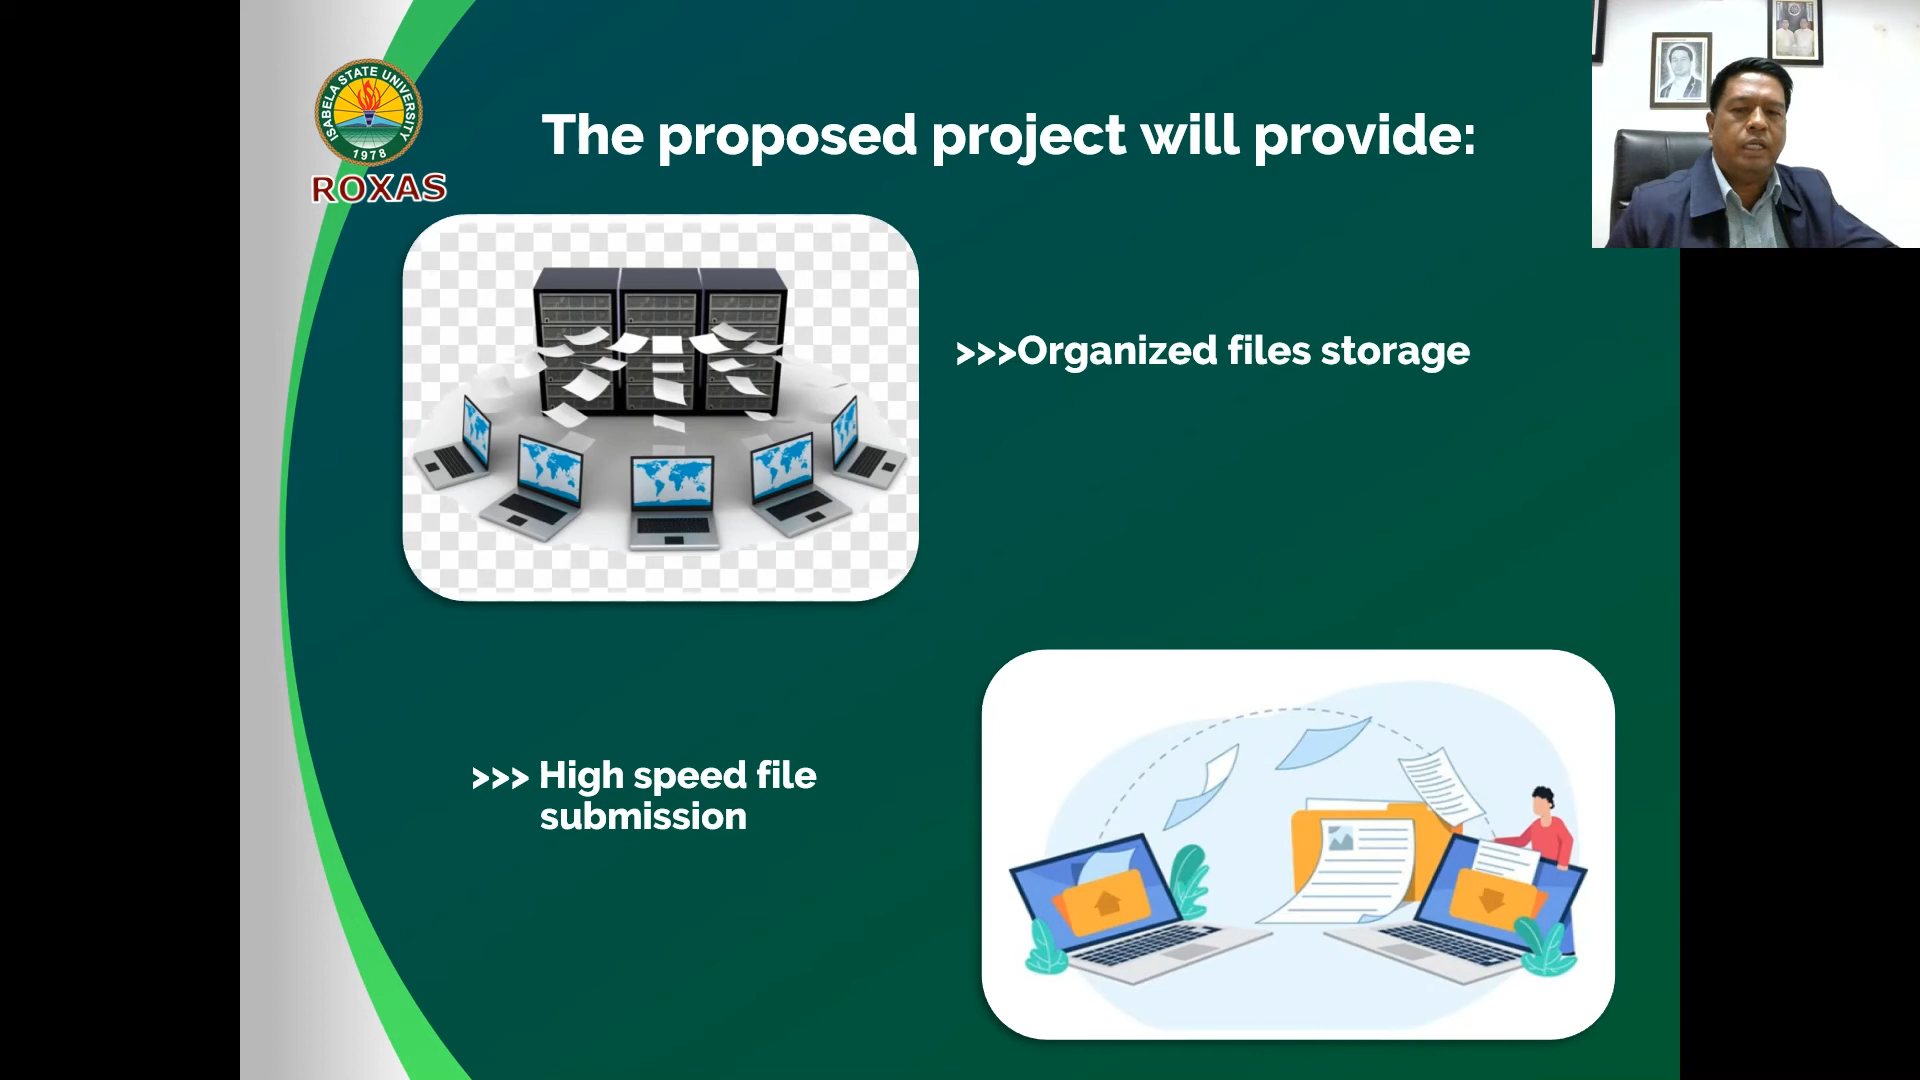 ISABELA STATE UNIVERSITY
1978
ROXAS
The proposed project will provide:
>>>Organized files storage
>>> High speed file
submission